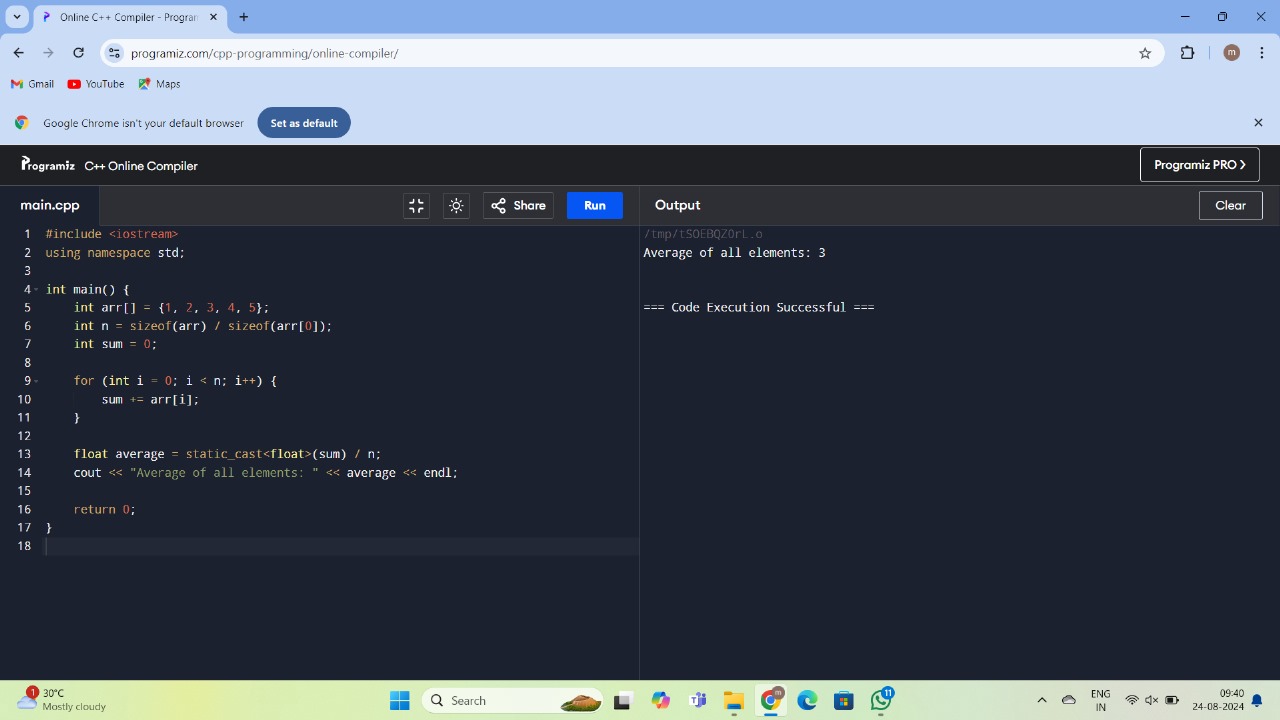 Online C++ Compiler - Program
programiz.com/cpp-programming/online-compiler/
m
Gmail YouTube Maps
Google Chrome isn't your default browser Set as default
Programiz C++ Online Compiler Programiz PRO >
main.cpp Share Run Output Clear
1 #include <iostream>
2 using namespace std;
3
4 int main() {
5 int arr[] = {1, 2, 3, 4, 5};
6 int n = sizeof(arr) / sizeof(arr[0]);
7 int sum = 0;
8
9 for (int i = 0; i < n; i++) {
10 sum += arr[i];
11 }
12
13 float average = static_cast<float>(sum) / n;
14 cout << "Average of all elements: " << average << endl;
15
16 return 0;
17 }
18
/tmp/tSOEBQZ0rL.o
Average of all elements: 3
=== Code Execution Successful ===
1 30°C
Mostly cloudy
Search
m
11
ENG
IN
09:40
24-08-2024